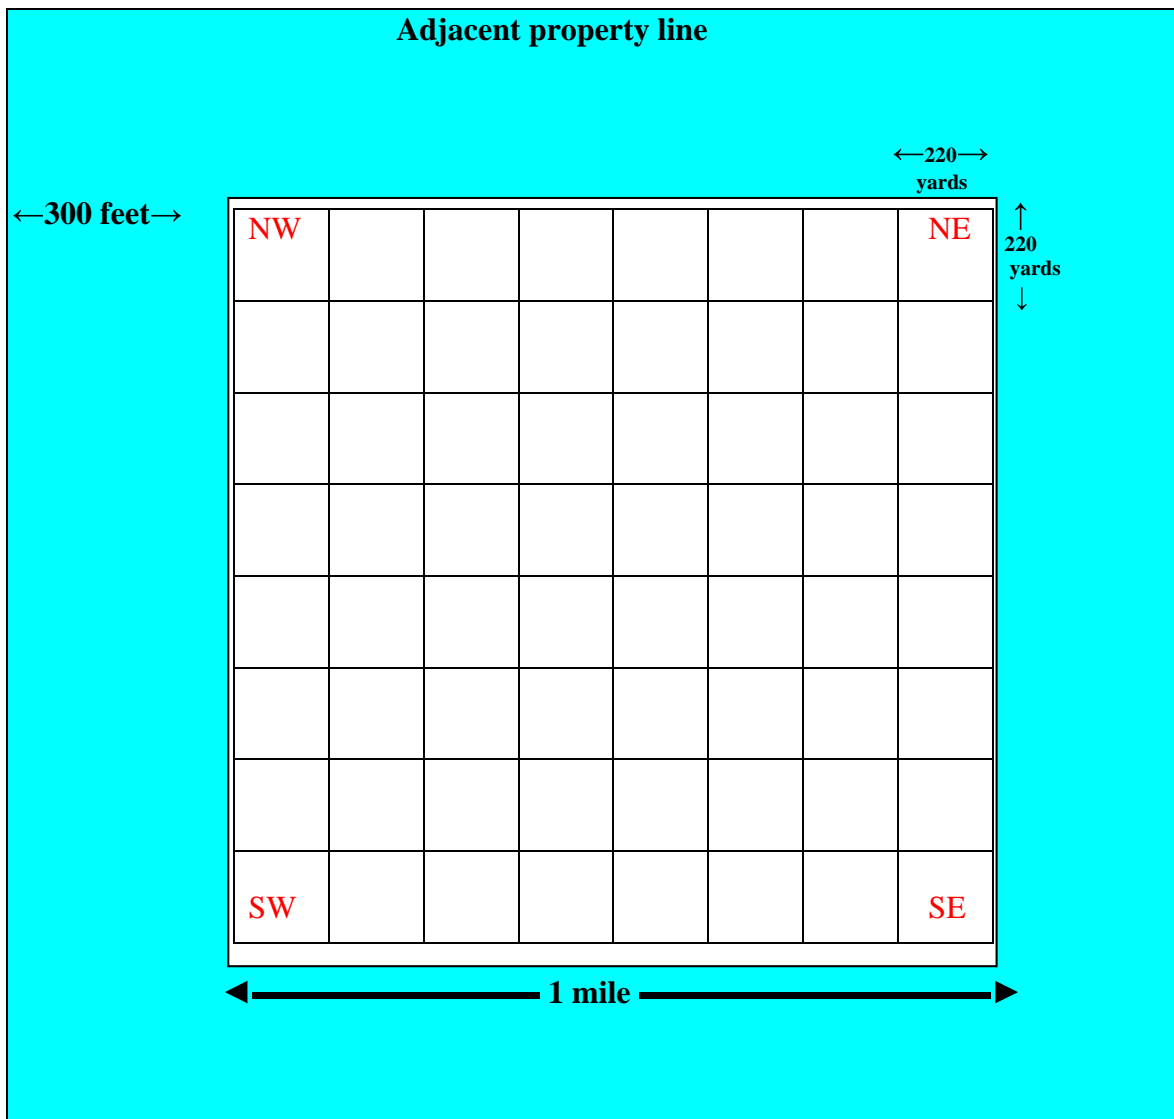 Adjacent property line
←220→
yards
←300 feet→
NW
NE
↑
220
yards
↓
SW
SE
1 mile